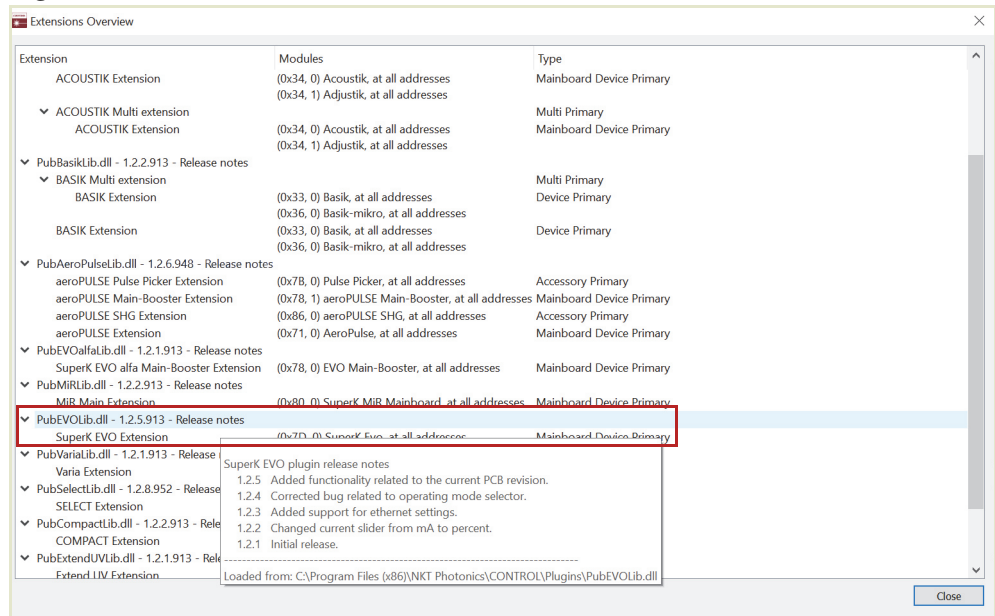 Extensions Overview
Extension Modules Type
ACOUSTIK Extension (0x34, 0) Acoustik, at all addresses Mainboard Device Primary
(0x34, 1) Adjustik, at all addresses
ACOUSTIK Multi extension Multi Primary
ACOUSTIK Extension (0x34, 0) Acoustik, at all addresses Mainboard Device Primary
(0x34, 1) Adjustik, at all addresses
PubBasikLib.dll - 1.2.2.913 - Release notes
BASIK Multi extension Multi Primary
BASIK Extension (0x33, 0) Basik, at all addresses Device Primary
(0x36, 0) Basik-mikro, at all addresses
BASIK Extension (0x33, 0) Basik, at all addresses Device Primary
(0x36, 0) Basik-mikro, at all addresses
PubAeroPulseLib.dll - 1.2.6.948 - Release notes
aeroPULSE Pulse Picker Extension (0x7B, 0) Pulse Picker, at all addresses Accessory Primary
aeroPULSE Main-Booster Extension (0x78, 1) aeroPULSE Main-Booster, at all addresses Mainboard Device Primary
aeroPULSE SHG Extension (0x86, 0) aeroPULSE SHG, at all addresses Accessory Primary
aeroPULSE Extension (0x71, 0) AeroPulse, at all addresses Mainboard Device Primary
PubEVOalfaLib.dll - 1.2.1.913 - Release notes
SuperK EVO alfa Main-Booster Extension (0x78, 0) EVO Main-Booster, at all addresses Mainboard Device Primary
PubMiRLib.dll - 1.2.2.913 - Release notes
MiR Main Extension (0x80, 0) SuperK MiR Mainboard, at all addresses Mainboard Device Primary
PubEVOLib.dll - 1.2.5.913 - Release notes
SuperK EVO Extension (0x7D, 0) SuperK Evo, at all addresses Mainboard Device Primary
PubVariaLib.dll - 1.2.1.913 - Release
Varia Extension
PubSelectLib.dll - 1.2.8.952 - Release
SELECT Extension
PubCompactLib.dll - 1.2.2.913 - Rele
COMPACT Extension
PubExtendUVLib.dll - 1.2.1.913 - Rele
Extend UV Extension
SuperK EVO plugin release notes
1.2.5 Added functionality related to the current PCB revision.
1.2.4 Corrected bug related to operating mode selector.
1.2.3 Added support for ethernet settings.
1.2.2 Changed current slider from mA to percent.
1.2.1 Initial release.
Loaded from: C:\Program Files (x86)\NKT Photonics\CONTROL\Plugins\PubEVOLib.dll
Close